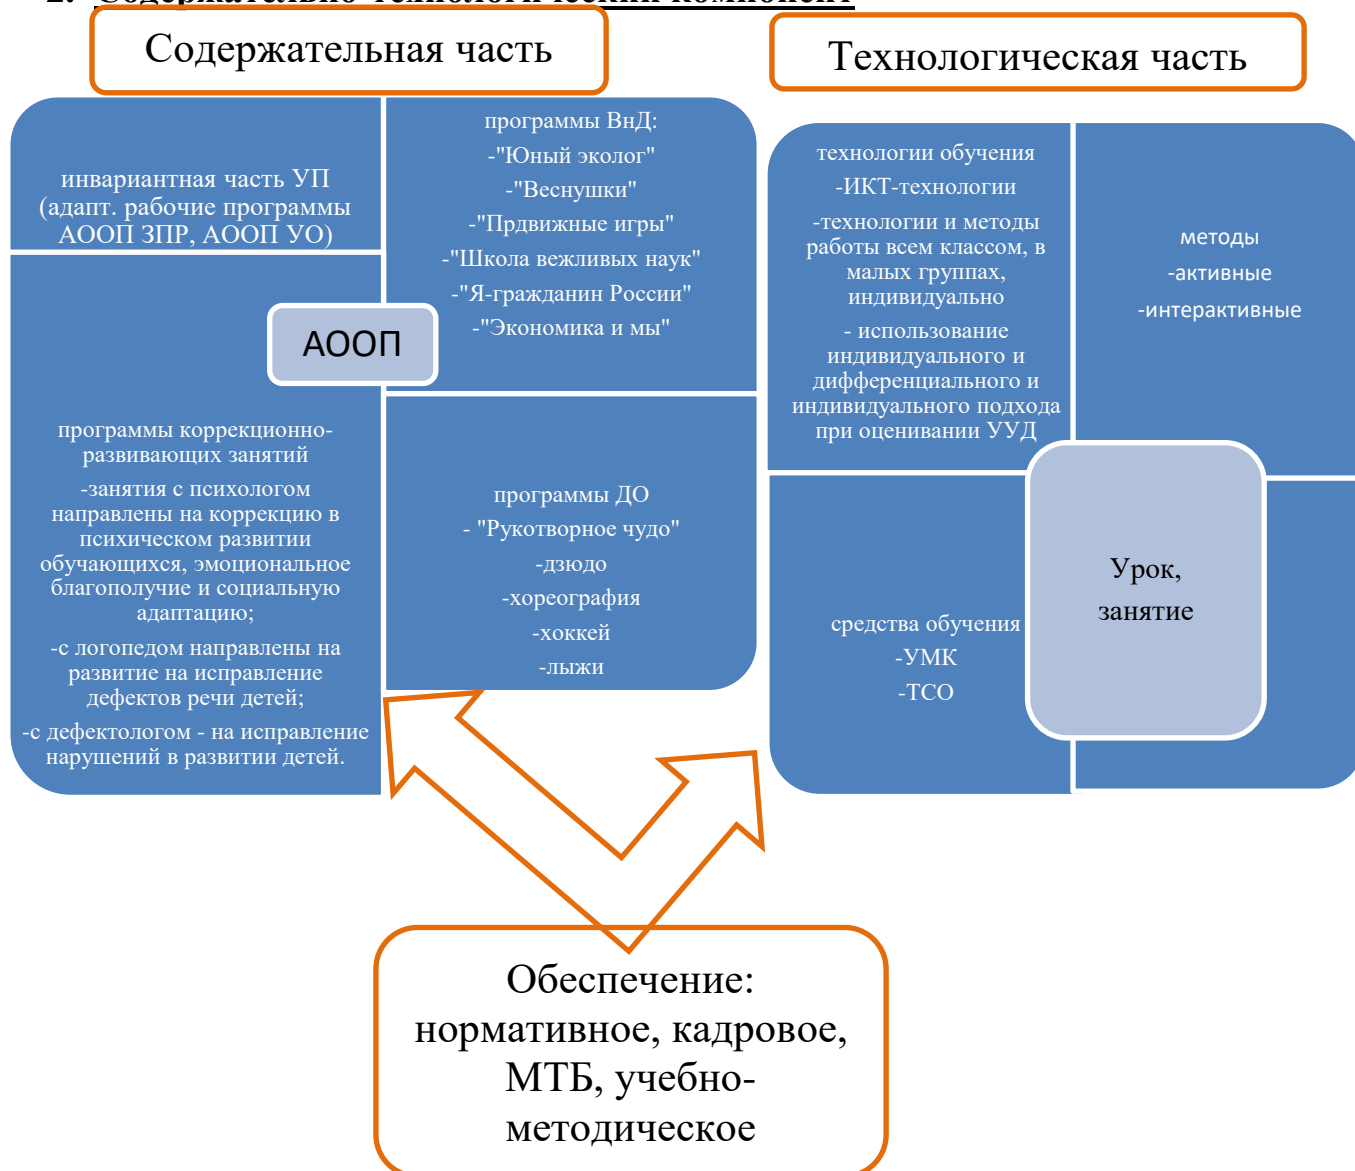 2. Содержательно-технологический компонент
Содержательная часть
Технологическая часть
инвариантная часть УП
(адапт. рабочие программы
АООП ЗПР, АООП УО)
программы ВнД:
-"Юный эколог"
-"Веснушки"
-"Прдвижные игры"
-"Школа вежливых наук"
-"Я-гражданин России"
-"Экономика и мы"
АООП
программы коррекционно-
развивающих занятий
-занятия с психологом
направлены на коррекцию в
психическом развитии
обучающихся, эмоциональное
благополучие и социальную
адаптацию;
-с логопедом направлены на
развитие на исправление
дефектов речи детей;
-с дефектологом - на исправление
нарушений в развитии детей.
программы ДО
- "Рукотворное чудо"
-дзюдо
-хореография
-хоккей
-лыжи
технологии обучения
-ИКТ-технологии
-технологии и методы
работы всем классом, в
малых группах,
индивидуально
- использование
индивидуального и
дифференциального и
индивидуального подхода
при оценивании УУД
методы
-активные
-интерактивные
средства обучения
-УМК
-ТСО
Урок,
занятие
Обеспечение:
нормативное, кадровое,
МТБ, учебно-
методическое